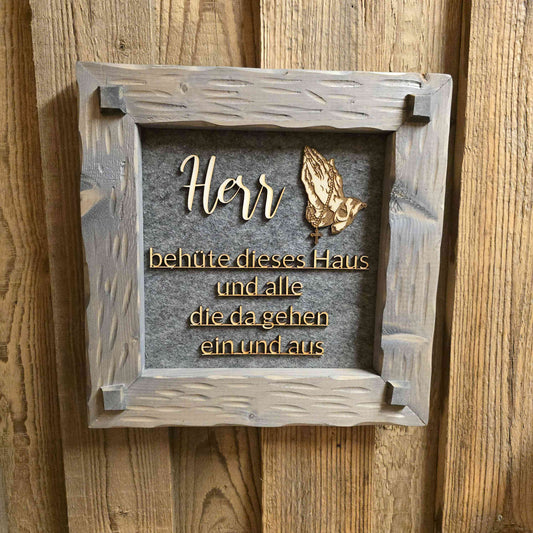 Herr
behüte dieses Haus
und alle
die da gehen
ein und aus